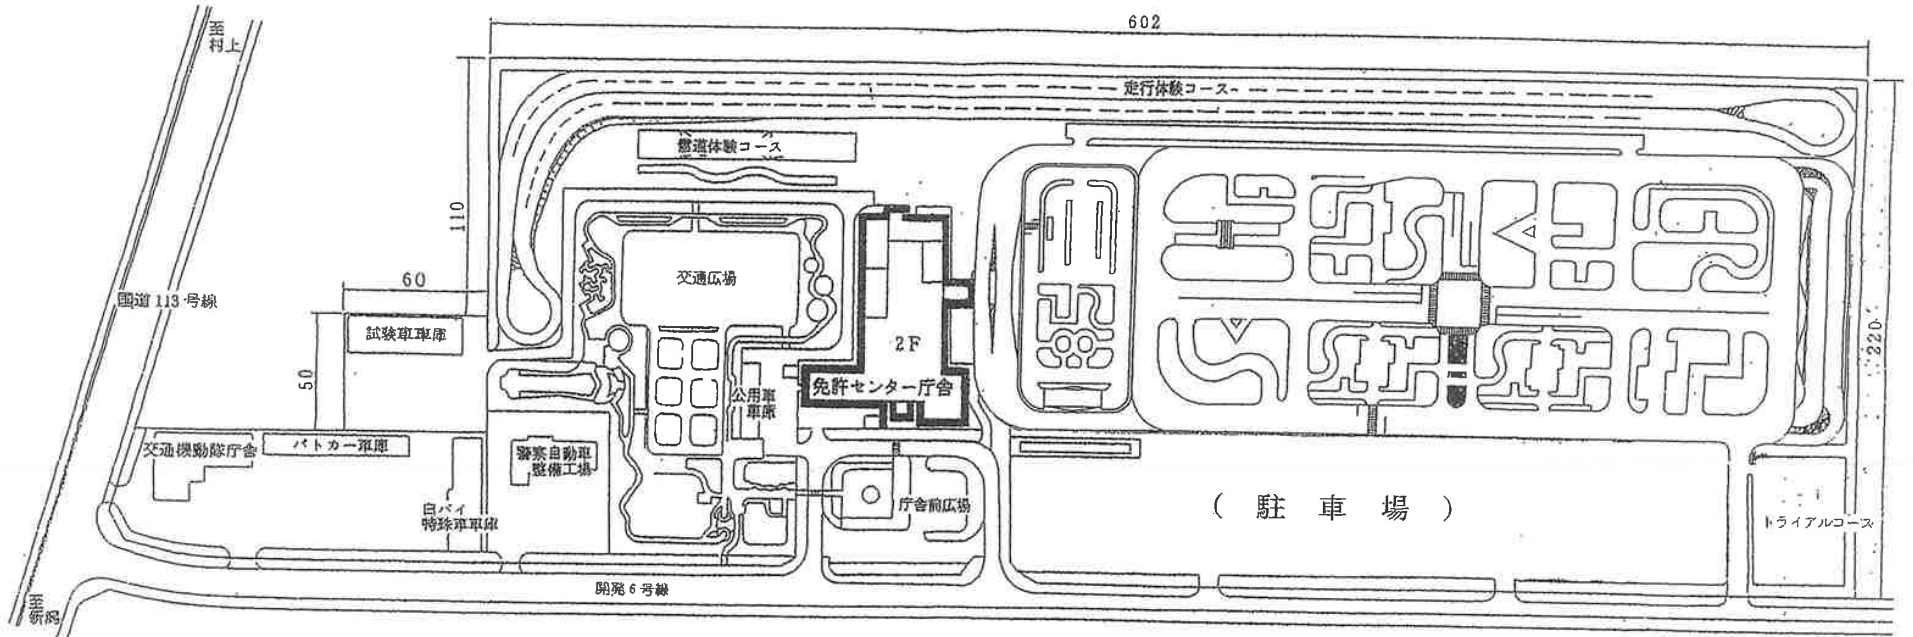 602
至
村上
走行体験コース
雪道体験コース
110
交通広場
60
国道113号線
試験車車庫
220
2F
50
免許センター庁舎
公用車
車庫
交通機動隊庁舎
パトカー車庫
警察自動車
整備工場
白バイ
特殊車車庫
庁舎前広場
(駐車場)
トライアルコース
開発6号線
至
新潟